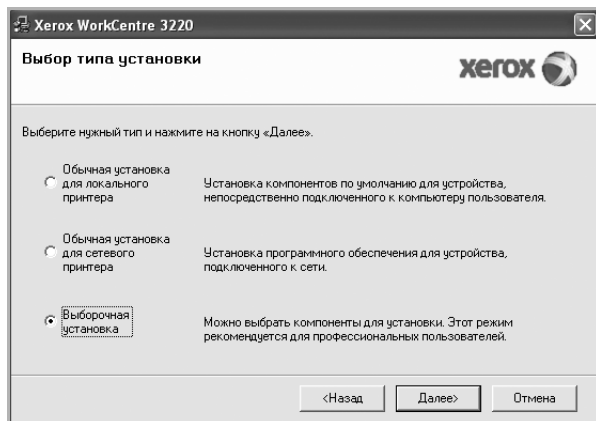 Xerox WorkCentre 3220
Выбор типа установки
xerox
Выберите нужный тип и нажмите на кнопку «Далее».
Обычная установка
для локального
принтера
Установка компонентов по умолчанию для устройства,
непосредственно подключенного к компьютеру пользователя.
Обычная установка
для сетевого
принтера
Установка программного обеспечения для устройства,
подключенного к сети.
Выборочная
установка
Можно выбрать компоненты для установки. Этот режим
рекомендуется для профессиональных пользователей.
<Назад
Далее>
Отмена